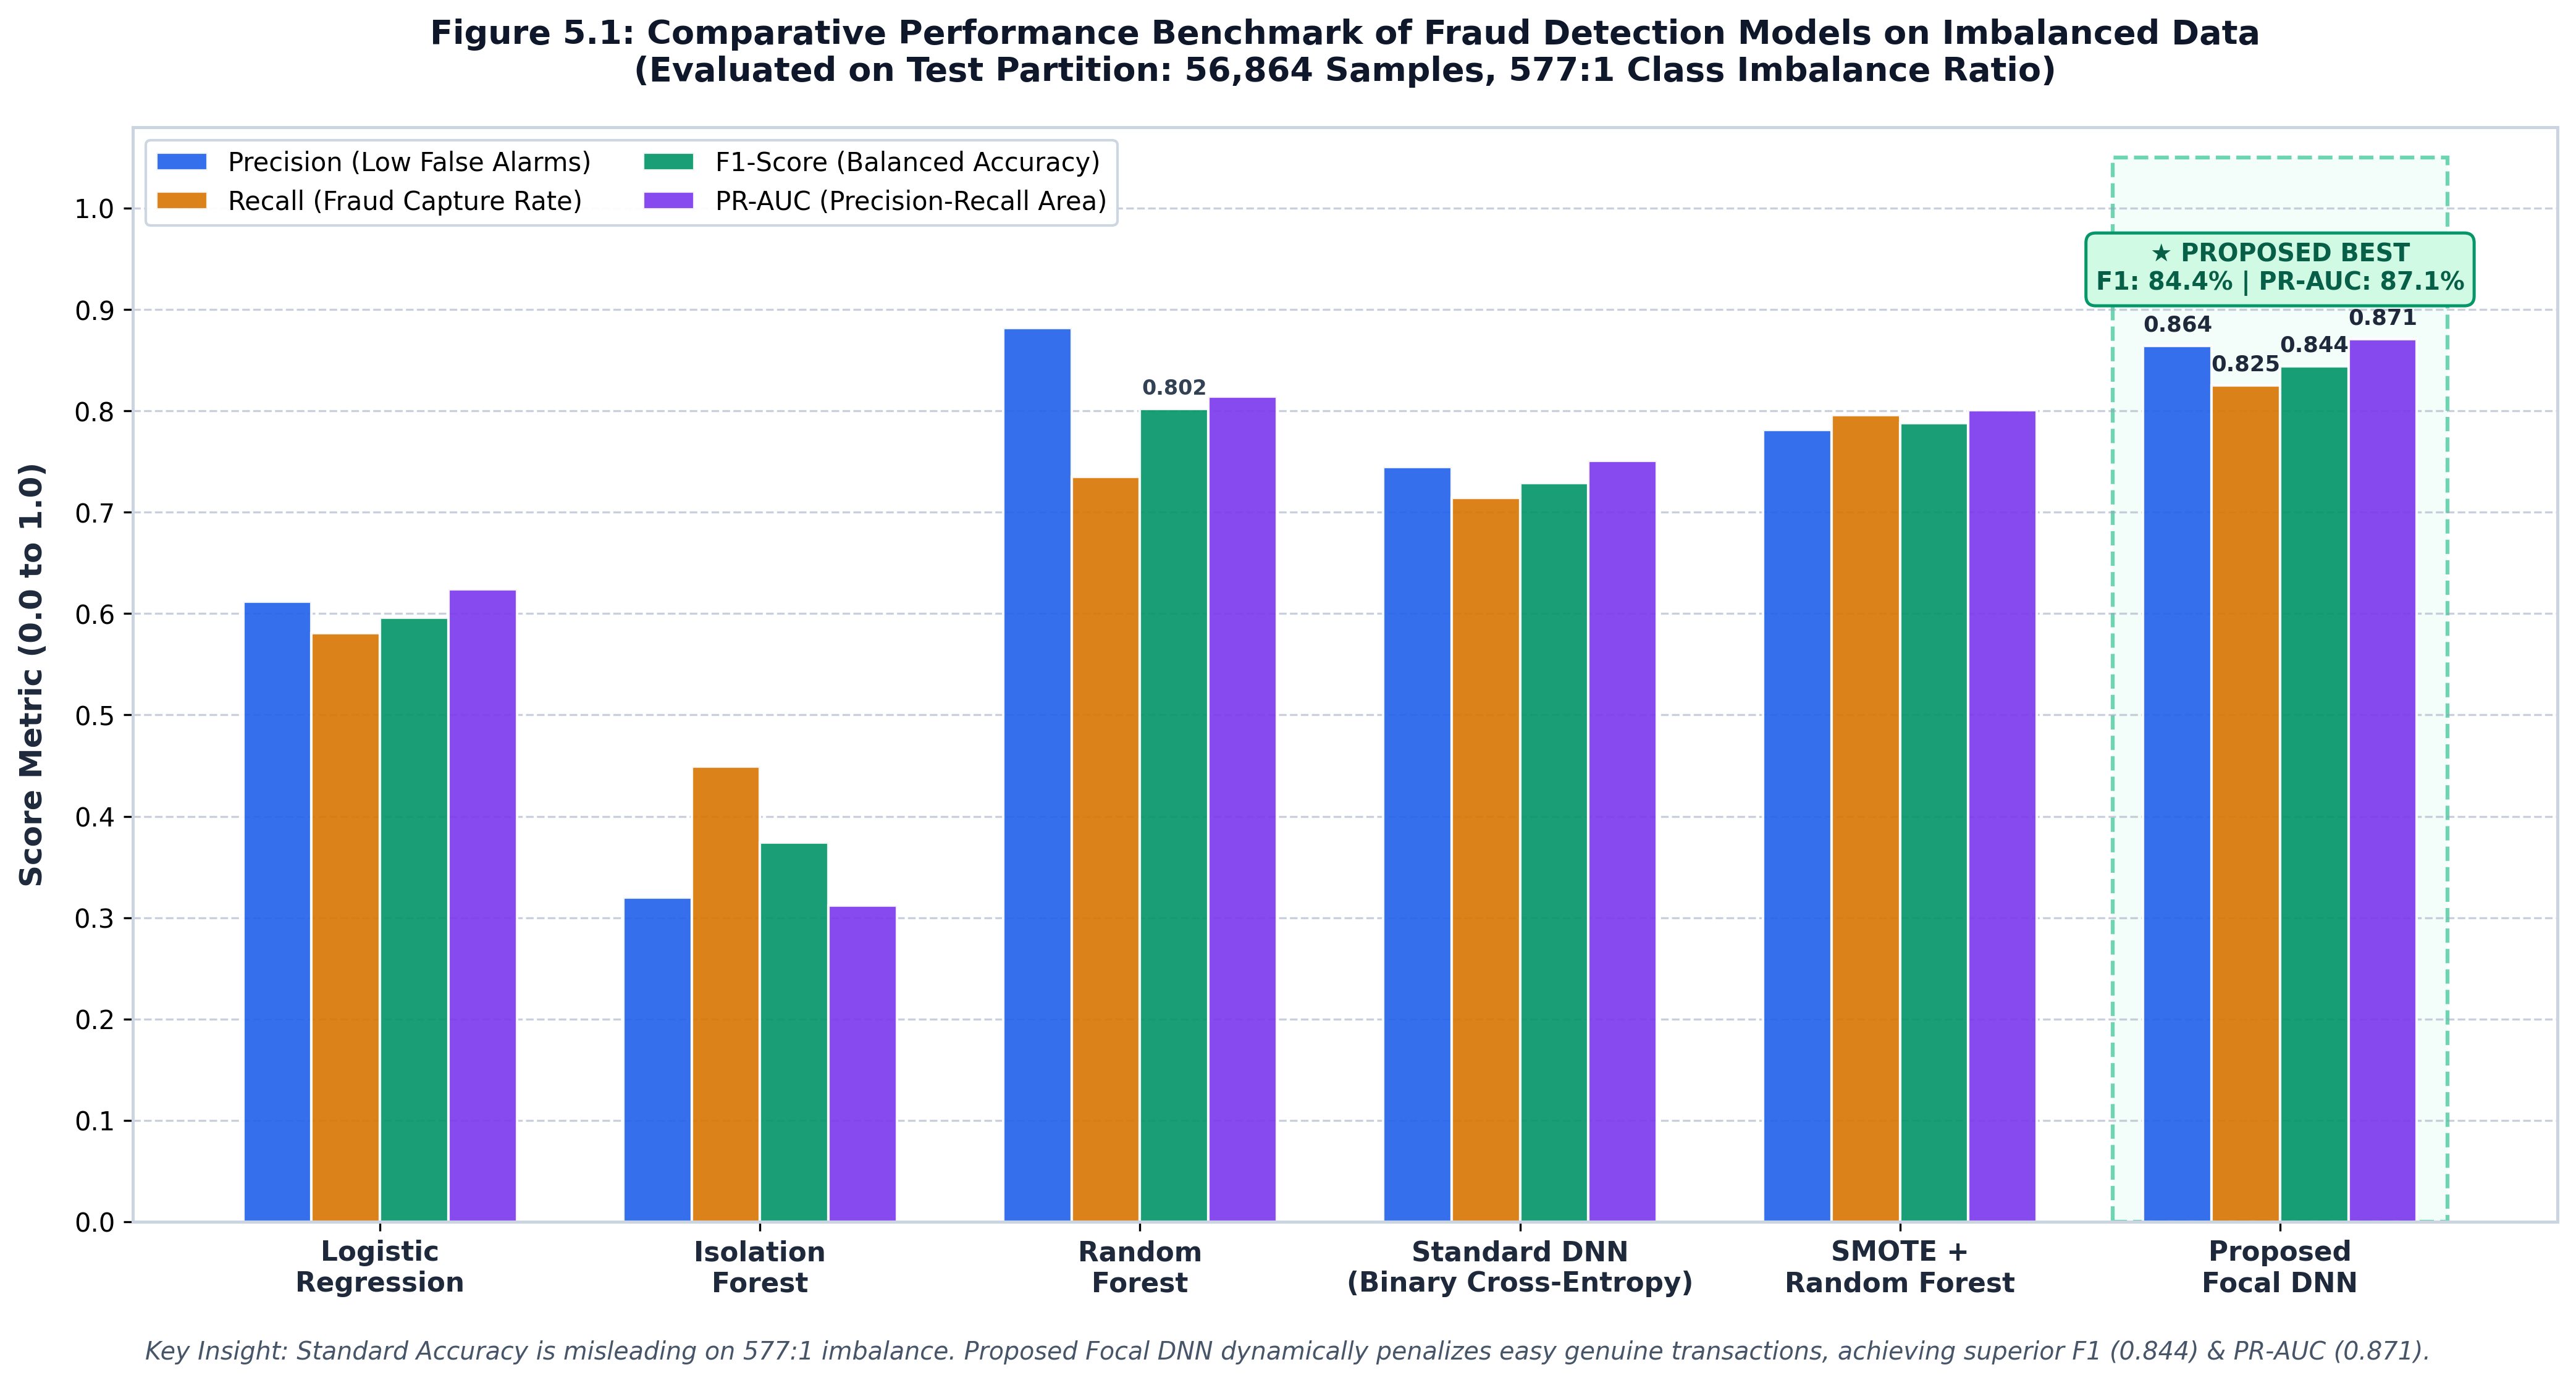 Figure 5.1: Comparative Performance Benchmark of Fraud Detection Models on Imbalanced Data
(Evaluated on Test Partition: 56,864 Samples, 577:1 Class Imbalance Ratio)
Precision (Low False Alarms)
Recall (Fraud Capture Rate)
F1-Score (Balanced Accuracy)
PR-AUC (Precision-Recall Area)
★ PROPOSED BEST
F1: 84.4% | PR-AUC: 87.1%
0.802
0.864
0.825
0.844
0.871
Score Metric (0.0 to 1.0)
1.0
0.9
0.8
0.7
0.6
0.5
0.4
0.3
0.2
0.1
0.0
Logistic
Regression
Isolation
Forest
Random
Forest
Standard DNN
(Binary Cross-Entropy)
SMOTE +
Random Forest
Proposed
Focal DNN
Key Insight: Standard Accuracy is misleading on 577:1 imbalance. Proposed Focal DNN dynamically penalizes easy genuine transactions, achieving superior F1 (0.844) & PR-AUC (0.871).